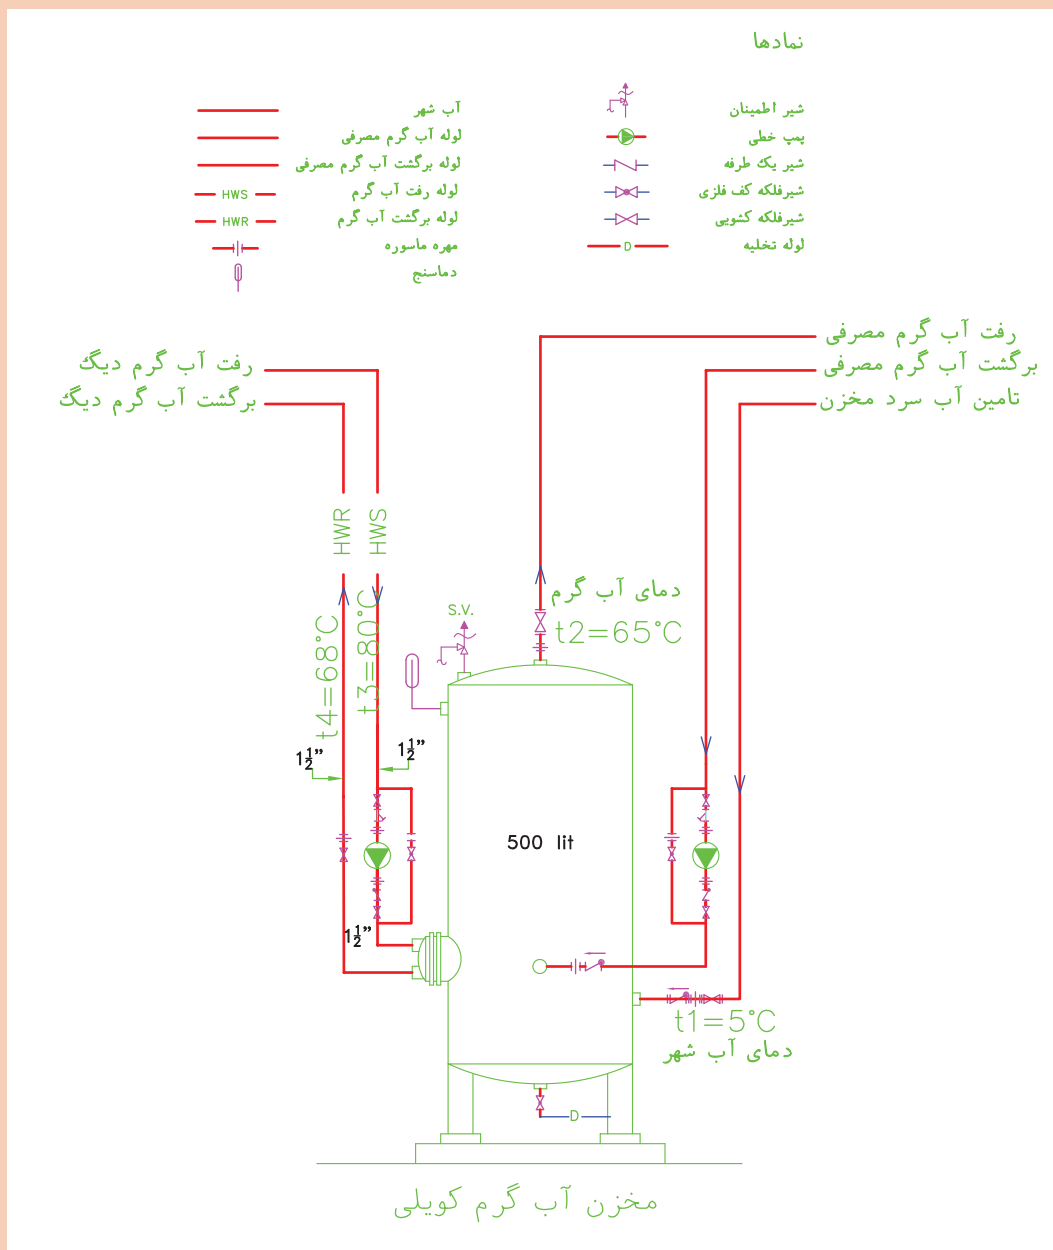 نمادها
شیر اطمینان
پمپ خطی
شیر یک طرفه
شیرفلکه کف فلزی
شیرفلکه کشویی
لوله تخلیه
D
آب شهر
لوله آب گرم مصرفی
لوله برگشت آب گرم مصرفی
لوله رفت آب گرم
HWS
لوله برگشت آب گرم
HWR
مهره ماسوره
دماسنج
رفت آب گرم مصرفی
برگشت آب گرم مصرفی
تامین آب سرد مخزن
رفت آب گرم دیگ
برگشت آب گرم دیگ
HWR
HWS
t4=68°C
t3=80°C
S.V.
دمای آب گرم
t2=65°C
1½”
1½”
500 lit
1½”
t1=5°C
دمای آب شهر
D
مخزن آب گرم کویلی